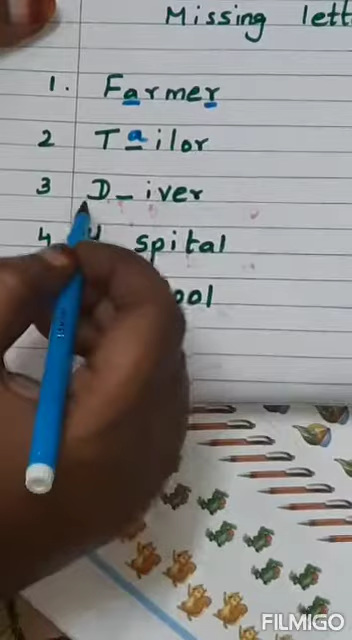 Missing lett
1. Farmer
2 Tailor
3 D_iver
4 H spital
ool
FILMIGO